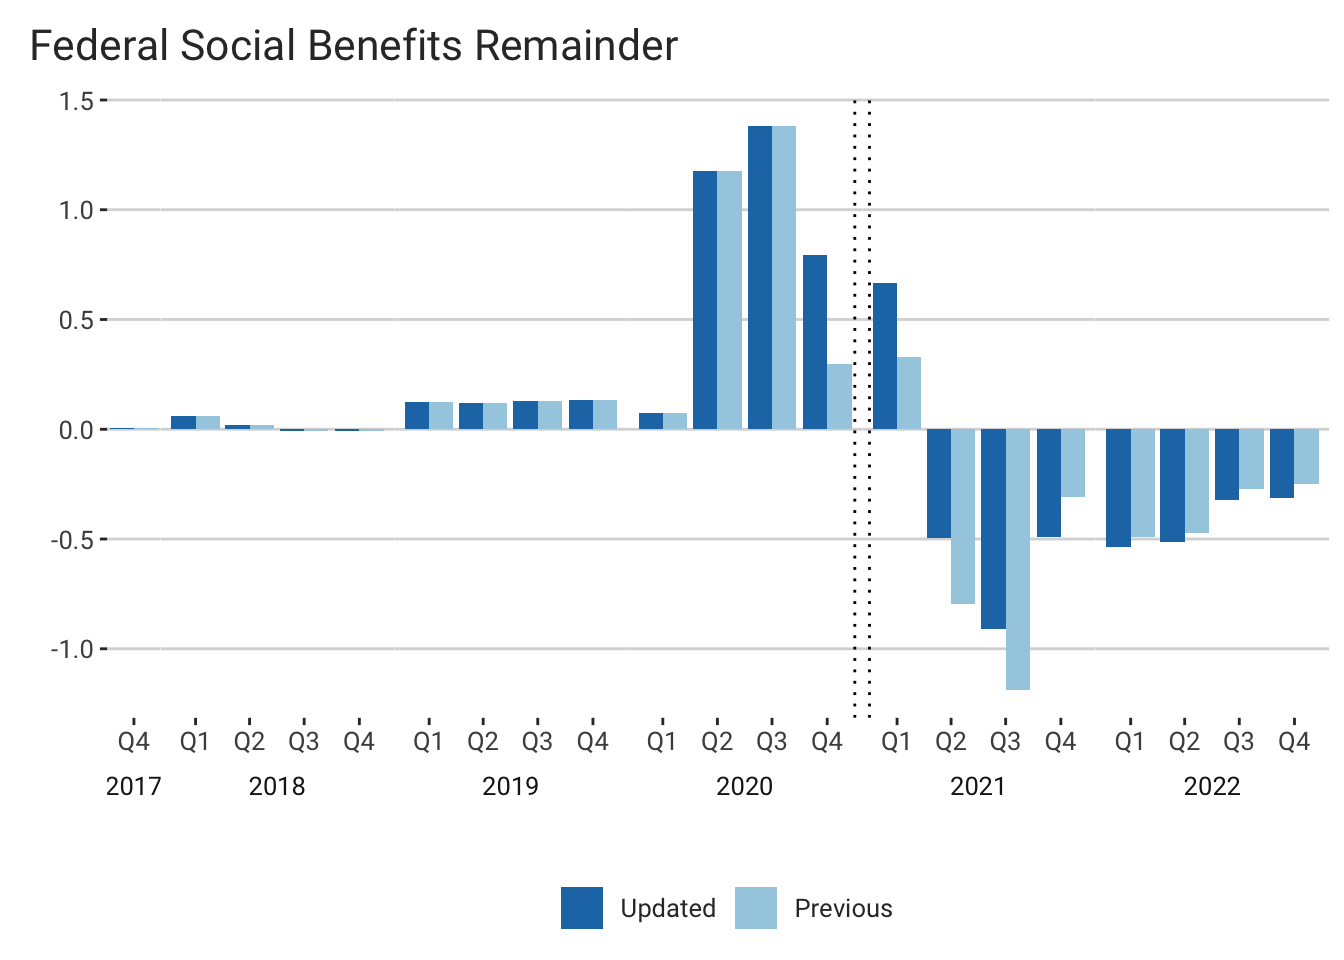 Federal Social Benefits Remainder
1.5
1.0
0.5
0.0
-0.5
-1.0
Q4 Q1 Q2 Q3 Q4 Q1 Q2 Q3 Q4 Q1 Q2 Q3 Q4 Q1 Q2 Q3 Q4 Q1 Q2 Q3 Q4
2017 2018 2019 2020 2021 2022
Updated Previous